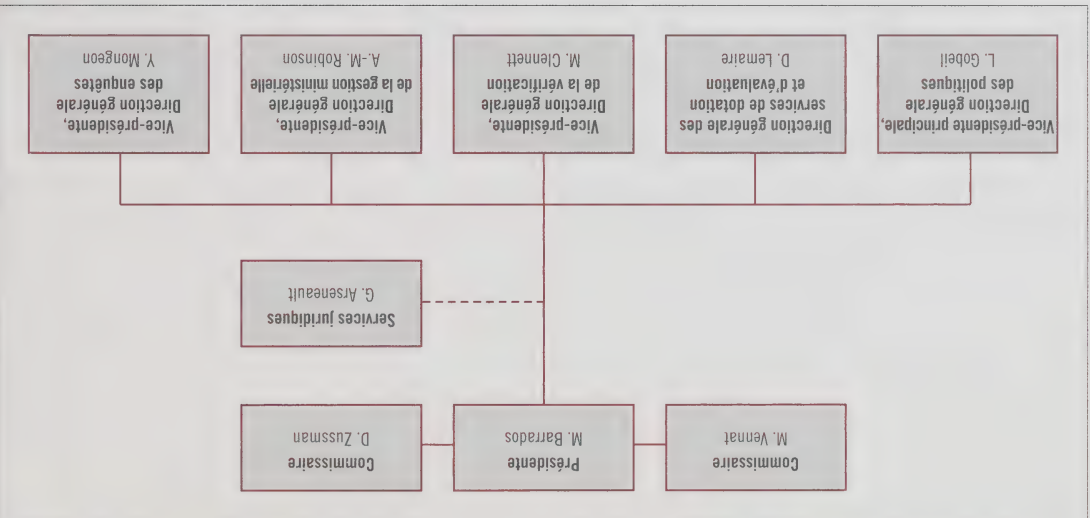 Commissaire
M. Vennat
Présidente
M. Barrados
Commissaire
D. Zussman
Services juridiques
G. Arseneault
Vice-présidente principale,
Direction générale
des politiques
L. Gobeil
Direction générale des
services de dotation
et d'évaluation
D. Lemaire
Vice-présidente,
Direction générale
de la vérification
M. Clennett
Vice-présidente,
Direction générale
de la gestion ministérielle
A.-M. Robinson
Vice-présidente,
Direction générale
des enquêtes
Y. Mongeon